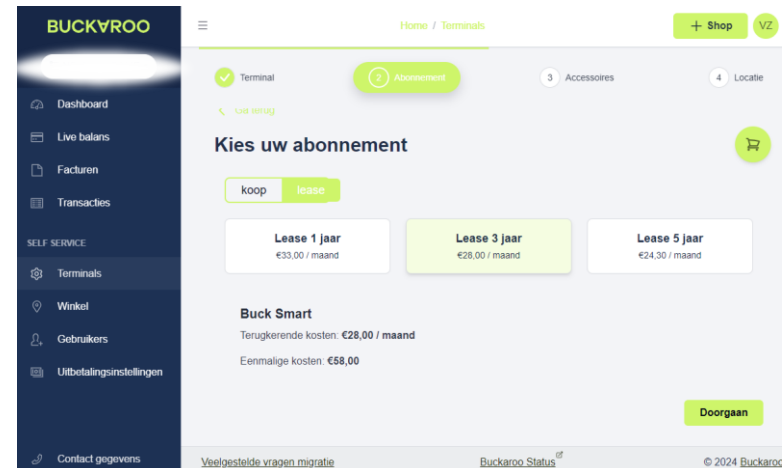 BUCKAROO
Home / Terminals
+ Shop
VZ
Terminal
2 Abonnement
3 Accessoires
4 Locatie
Ga terug
Dashboard
Live balans
Facturen
Transacties
SELF SERVICE
Terminals
Winkel
Gebruikers
Uitbetalingsinstellingen
Contact gegevens
Kies uw abonnement
koop
lease
Lease 1 jaar
€33,00 / maand
Lease 3 jaar
€28,00 / maand
Lease 5 jaar
€24,30 / maand
Buck Smart
Terugkerende kosten: €28,00 / maand
Eenmalige kosten: €58,00
Doorgaan
Veelgestelde vragen migratie
Buckaroo Status
© 2024 Buckaroo